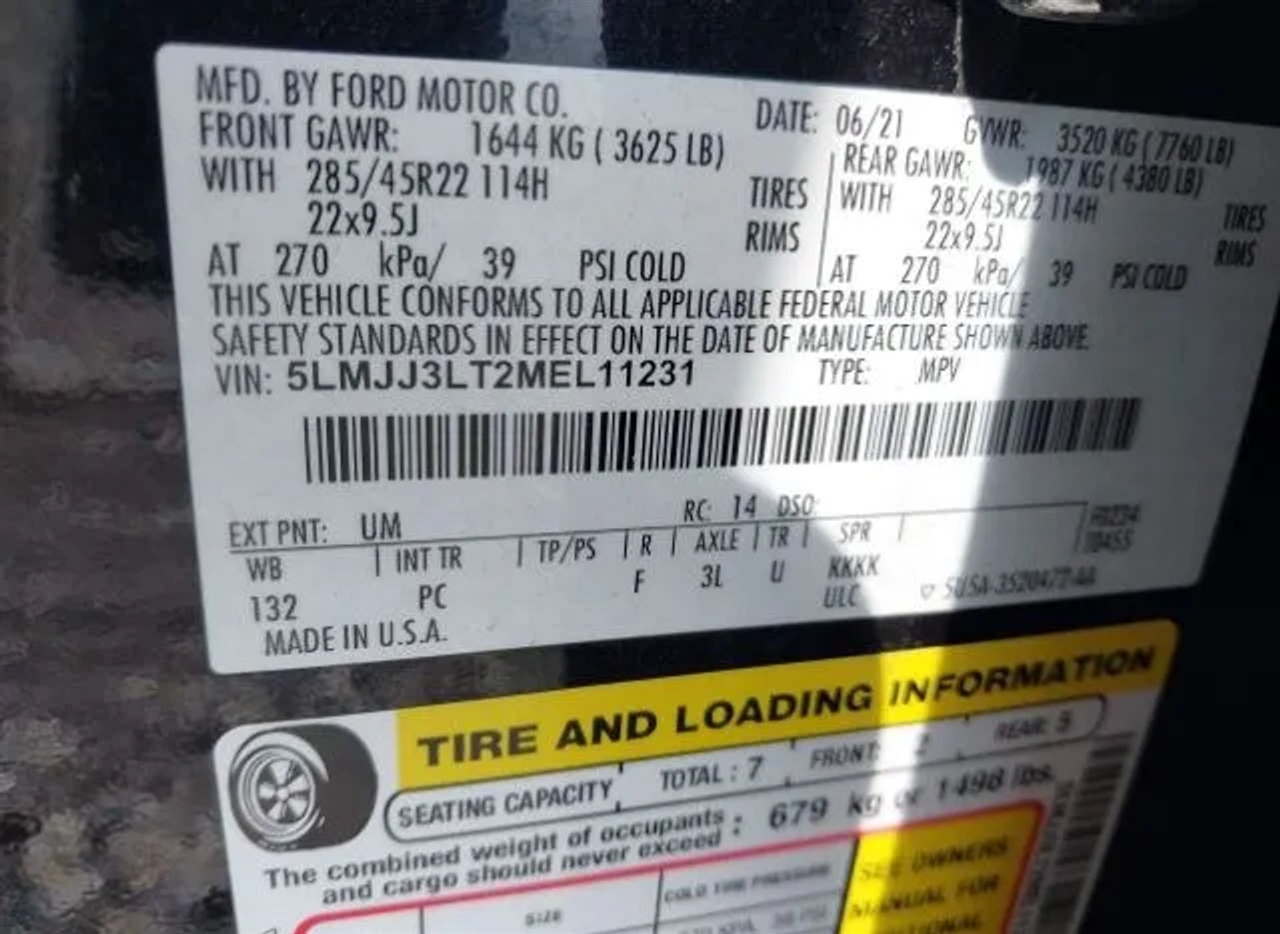 MFD. BY FORD MOTOR CO.
DATE: 06/21 GVWR: 3520 KG ( 7760 LB)
FRONT GAWR: 1644 KG ( 3625 LB)
REAR GAWR: 1987 KG ( 4380 LB)
WITH 285/45R22 114H TIRES
WITH 285/45R22 114H TIRES
22x9.5J RIMS
22x9.5J RIMS
AT 270 kPa/ 39 PSI COLD
AT 270 kPa/ 39 PSI COLD
THIS VEHICLE CONFORMS TO ALL APPLICABLE FEDERAL MOTOR VEHICLE
SAFETY STANDARDS IN EFFECT ON THE DATE OF MANUFACTURE SHOWN ABOVE.
VIN: 5LMJJ3LT2MEL11231 TYPE: MPV
EXT PNT: UM RC: 14 DSO:
WB INT TR TP/PS R AXLE TR SPR
132 PC F 3L U KKKK
ULC
MADE IN U.S.A.
TIRE AND LOADING INFORMATION
SEATING CAPACITY TOTAL : 7 FRONT: 2 REAR: 5
The combined weight of occupants
and cargo should never exceed : 679 kg or 1498 lbs.
SIZE COLD TIRE PRESSURE
SEE OWNERS
MANUAL FOR